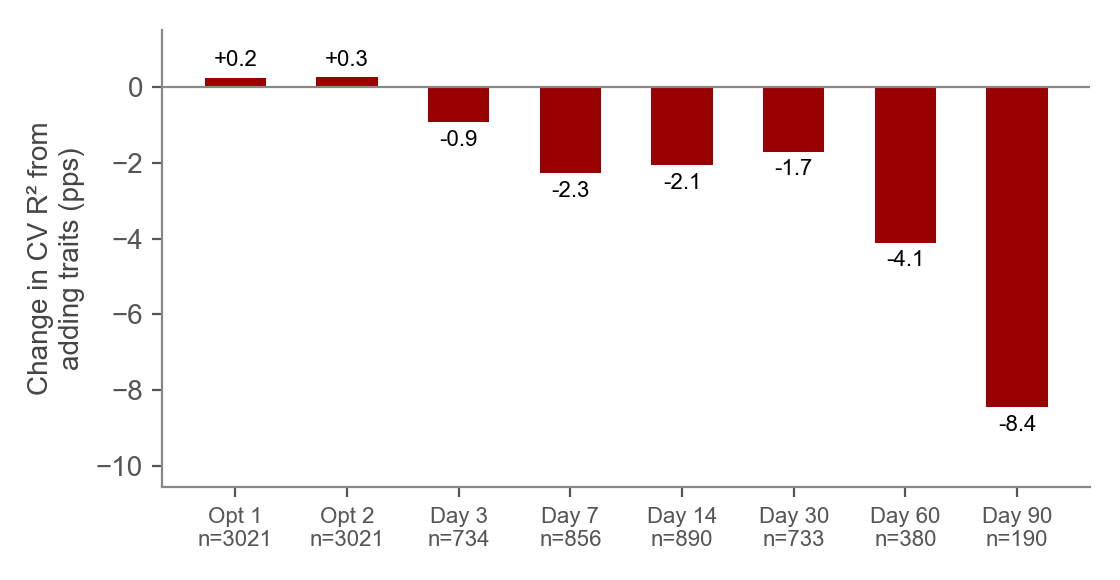 +0.2
+0.3
-0.9
-2.3
-2.1
-1.7
-4.1
-8.4
0
−2
−4
−6
−8
−10
Change in CV R² from
adding traits (pps)
Opt 1
n=3021
Opt 2
n=3021
Day 3
n=734
Day 7
n=856
Day 14
n=890
Day 30
n=733
Day 60
n=380
Day 90
n=190